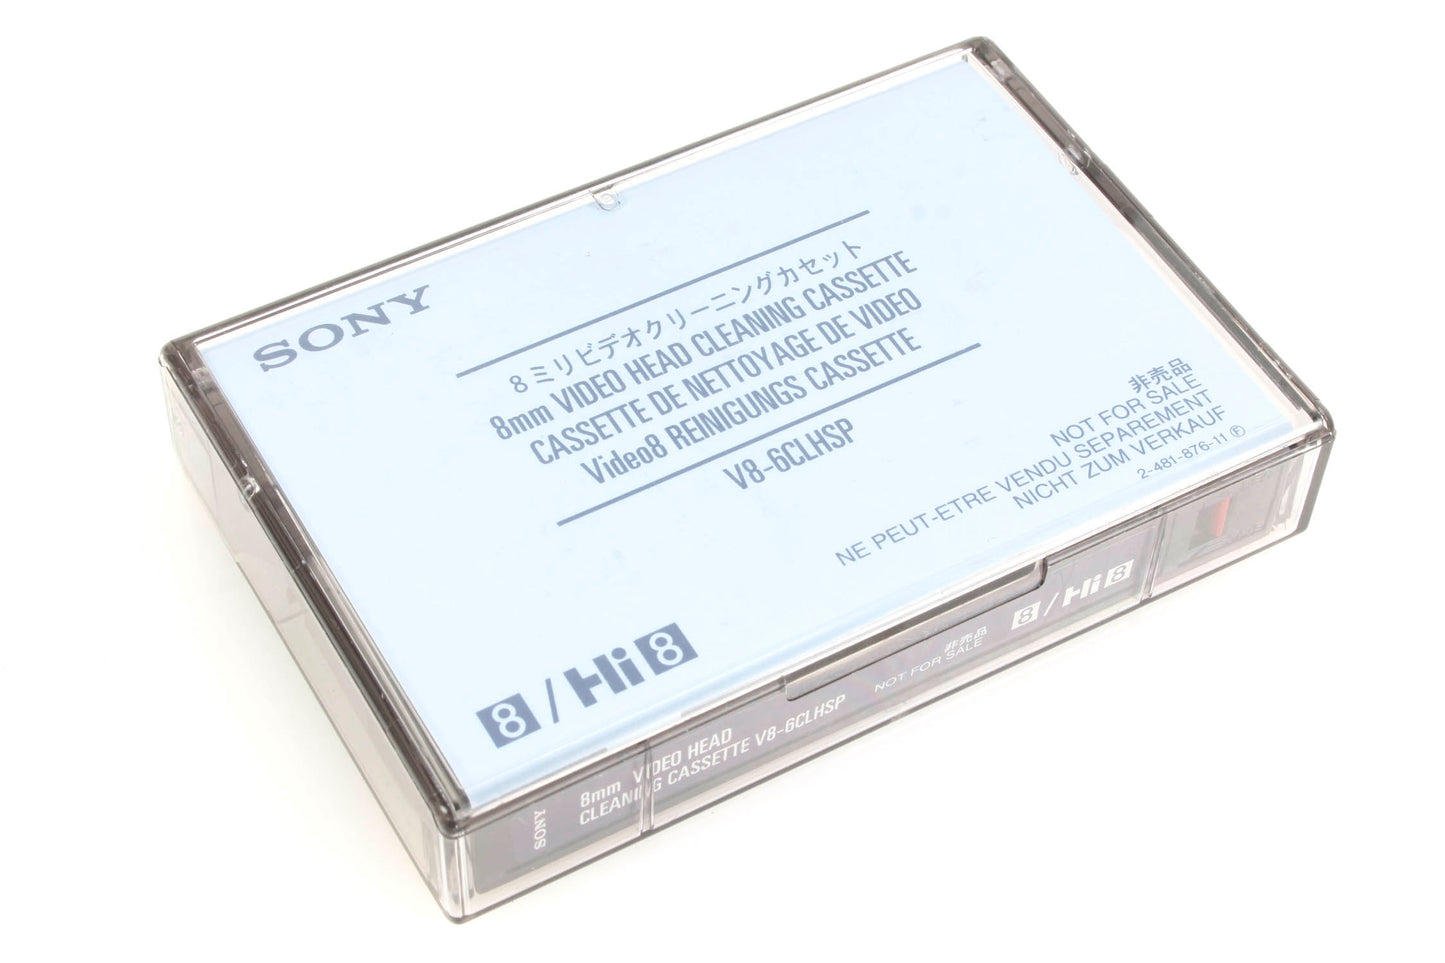 SONY
8ミリビデオクリーニングカセット
8mm VIDEO HEAD CLEANING CASSETTE
CASSETTE DE NETTOYAGE DE VIDEO
Video8 REINIGUNGS CASSETTE
V8-6CLHSP
非売品
NOT FOR SALE
NE PEUT-ETRE VENDU SEPAREMENT
NICHT ZUM VERKAUF
2-481-876-11 Ⓔ
8/Hi8
SONY
8mm VIDEO HEAD
CLEANING CASSETTE V8-6CLHSP
非売品
NOT FOR SALE
8/Hi8